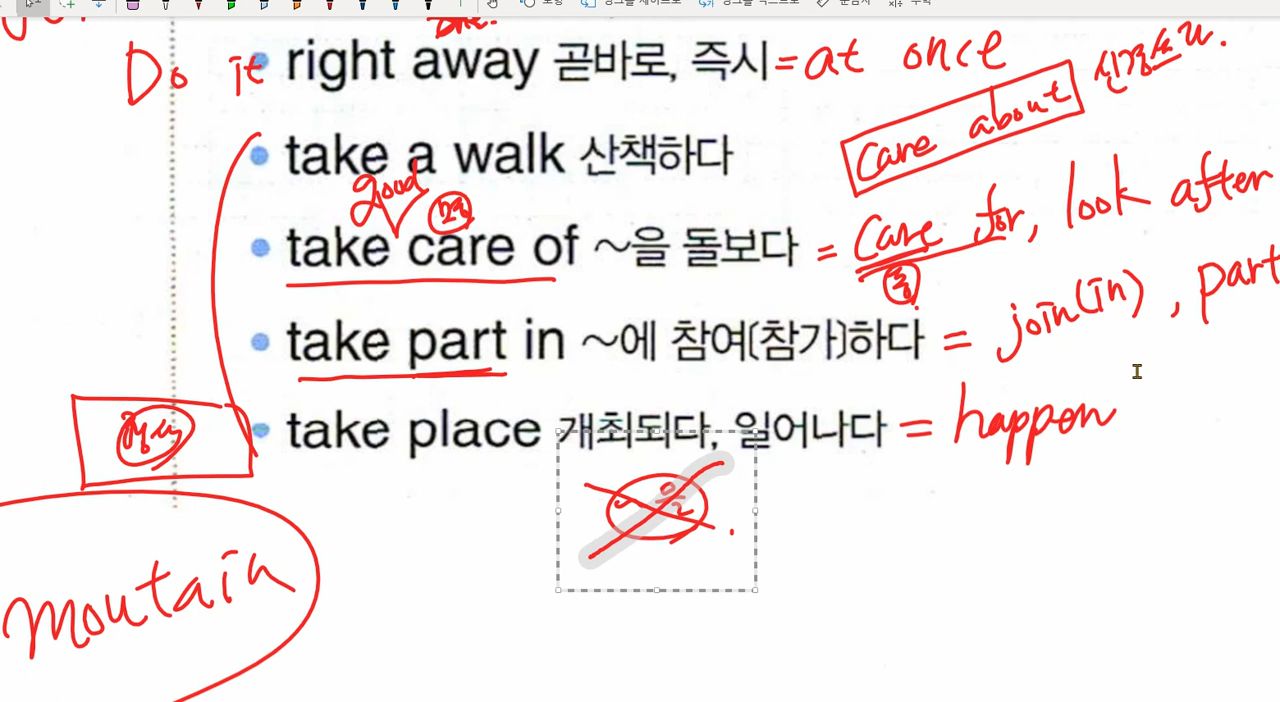 Do it right away 곧바로, 즉시 = at once
care about 신경쓰다.
take a walk 산책하다
good
take care of ~을 돌보다 = care for, look after
take part in ~에 참여(참가)하다 = join(in), part
take place 개최되다, 일어나다 = happen
~을
moutain